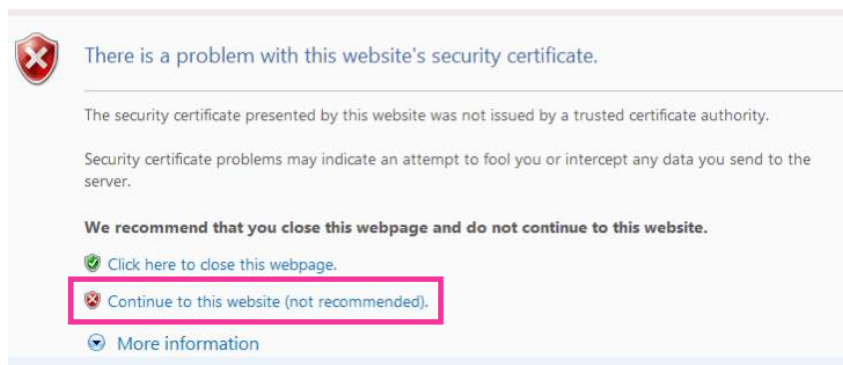 There is a problem with this website's security certificate.
The security certificate presented by this website was not issued by a trusted certificate authority.
Security certificate problems may indicate an attempt to fool you or intercept any data you send to the
server.
We recommend that you close this webpage and do not continue to this website.
Click here to close this webpage.
Continue to this website (not recommended).
More information